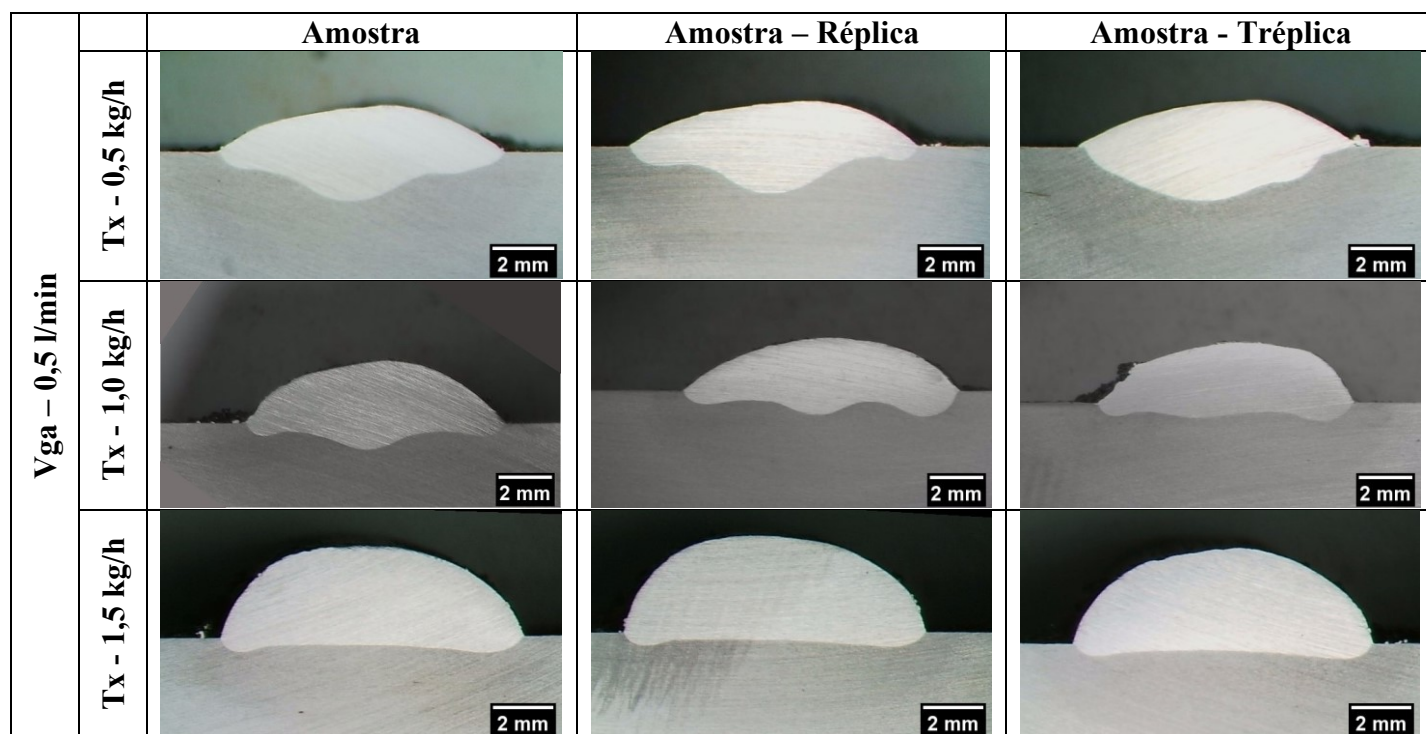 Amostra
Amostra – Réplica
Amostra - Tréplica
Vga – 0,5 l/min
Tx - 0,5 kg/h
2 mm
2 mm
2 mm
Tx - 1,0 kg/h
2 mm
2 mm
2 mm
Tx - 1,5 kg/h
2 mm
2 mm
2 mm